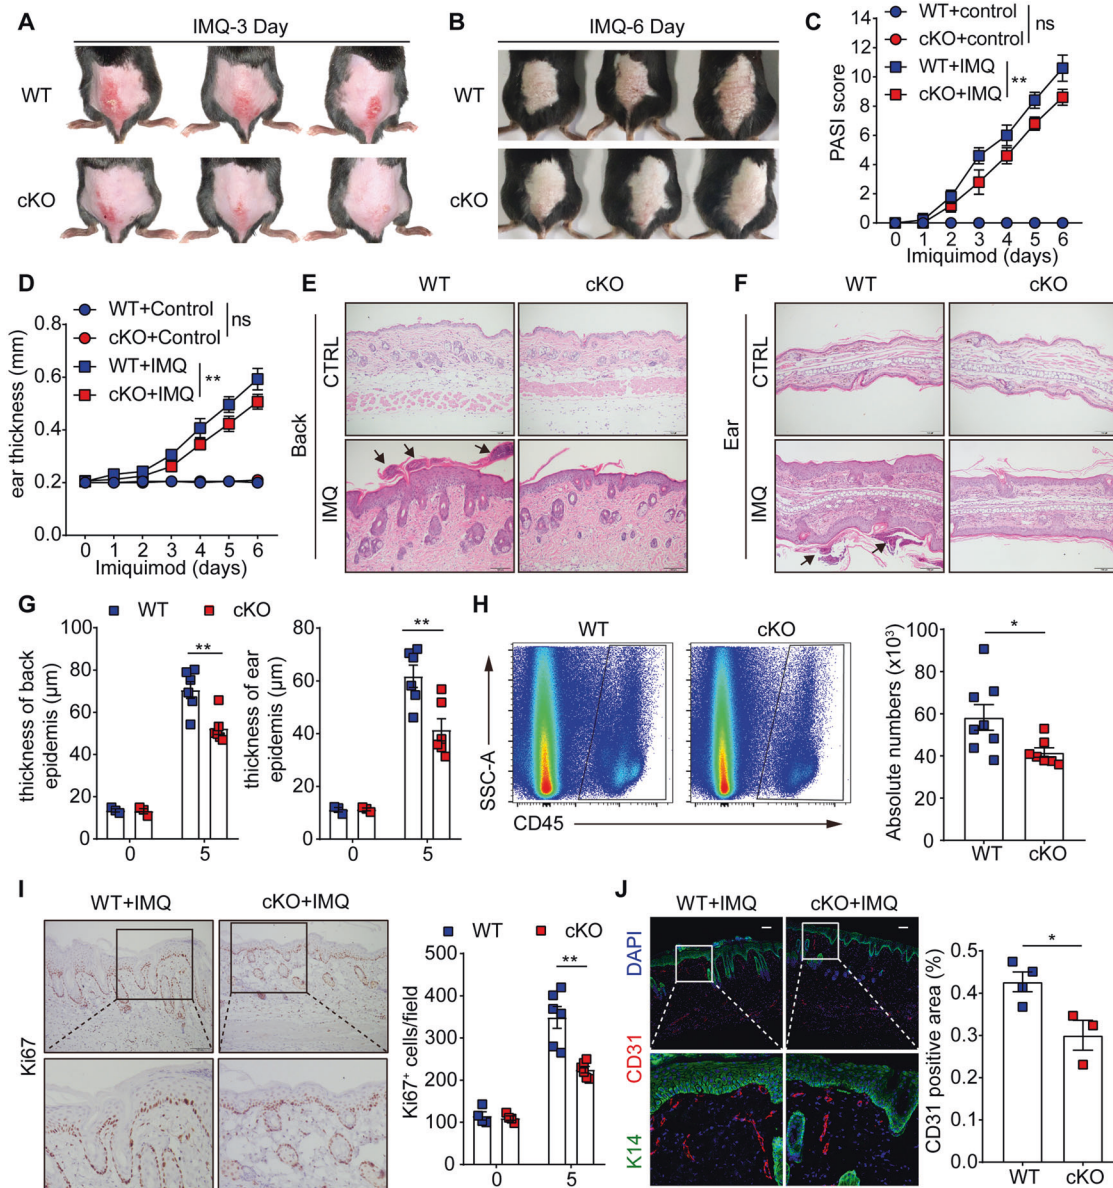 A
IMQ-3 Day
WT
cKO
B
IMQ-6 Day
WT
cKO
C
WT+control
cKO+control
ns
WT+IMQ
cKO+IMQ
**
PASI score
14
12
10
8
6
4
2
0
0 1 2 3 4 5 6
Imiquimod (days)
D
WT+Control
cKO+Control
ns
WT+IMQ
cKO+IMQ
**
ear thickness (mm)
0.8
0.6
0.4
0.2
0.0
0 1 2 3 4 5 6
Imiquimod (days)
E
WT cKO
Back
CTRL
IMQ
F
WT cKO
Ear
CTRL
IMQ
G
WT cKO
thickness of back
epidemis (μm)
100
80
60
40
20
0
**
0 5
thickness of ear
epidemis (μm)
80
60
40
20
0
**
0 5
H
WT cKO
SSC-A
CD45
Absolute numbers (x10³)
100
80
60
40
0
*
WT cKO
I
WT+IMQ cKO+IMQ
Ki67
WT cKO
Ki67⁺ cells/field
500
400
300
200
100
0
**
0 5
J
WT+IMQ cKO+IMQ
DAPI
CD31
K14
CD31 positive area (%)
0.5
0.4
0.3
0.2
0.0
*
WT cKO